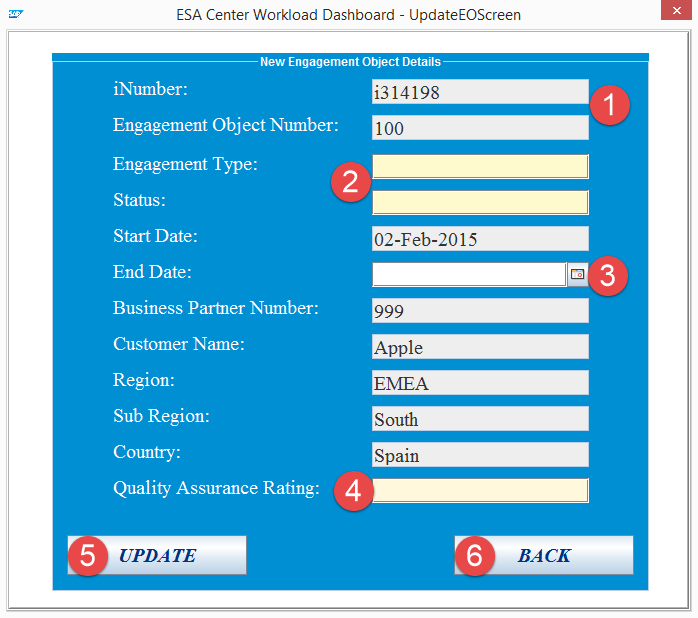 SAP
ESA Center Workload Dashboard - UpdateEOScreen
New Engagement Object Details
iNumber: i314198 1
Engagement Object Number: 100
Engagement Type:
2
Status:
Start Date: 02-Feb-2015
End Date: 3
Business Partner Number: 999
Customer Name: Apple
Region: EMEA
Sub Region: South
Country: Spain
Quality Assurance Rating: 4
5 UPDATE 6 BACK